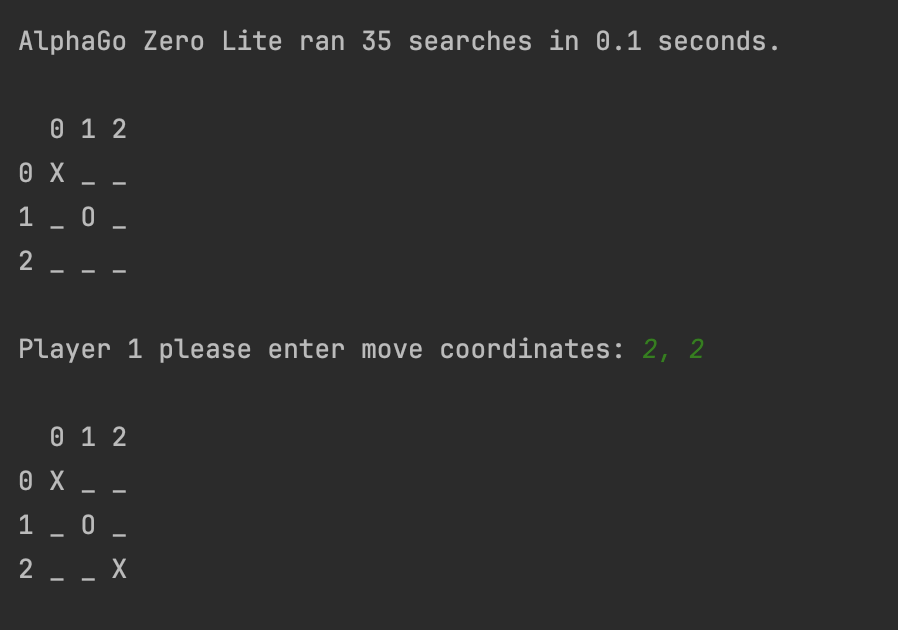 AlphaGo Zero Lite ran 35 searches in 0.1 seconds.
  0 1 2
0 X _ _
1 _ O _
2 _ _ _
Player 1 please enter move coordinates: 2, 2
  0 1 2
0 X _ _
1 _ O _
2 _ _ X